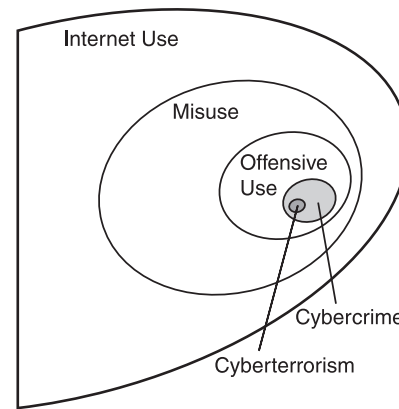 Internet Use
Misuse
Offensive
Use
Cybercrime
Cyberterrorism